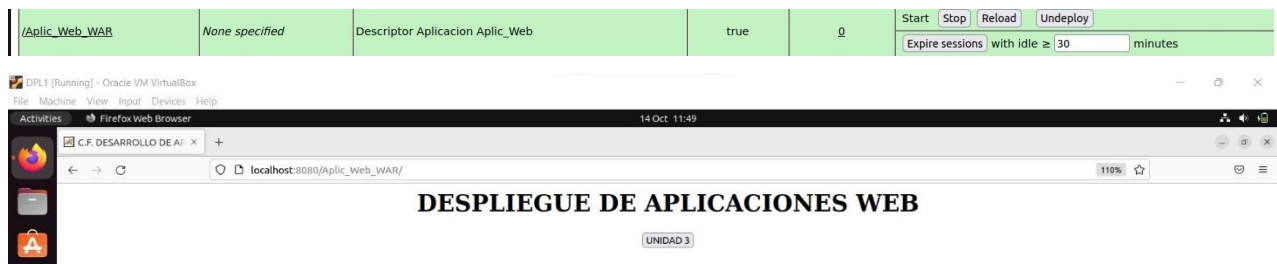 /Aplic_Web_WAR None specified Descriptor Aplicacion Aplic_Web true 0 Start Stop Reload Undeploy
Expire sessions with idle ≥ 30 minutes
DPL1 [Running] - Oracle VM VirtualBox
File Machine View Input Devices Help
Activities Firefox Web Browser 14 Oct 11:49
C.F. DESARROLLO DE AP
localhost:8080/Aplic_Web_WAR/ 110%
DESPLIEGUE DE APLICACIONES WEB
UNIDAD 3